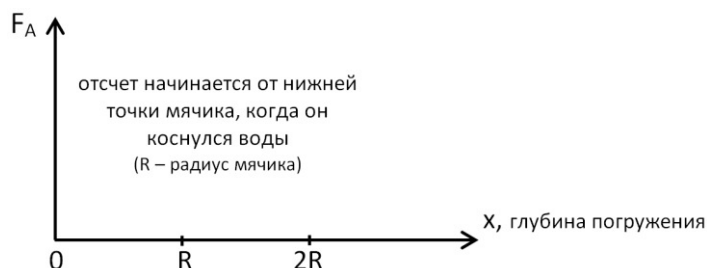 F_A
отсчет начинается от нижней
точки мячика, когда он
коснулся воды
(R – радиус мячика)
x, глубина погружения
0 R 2R